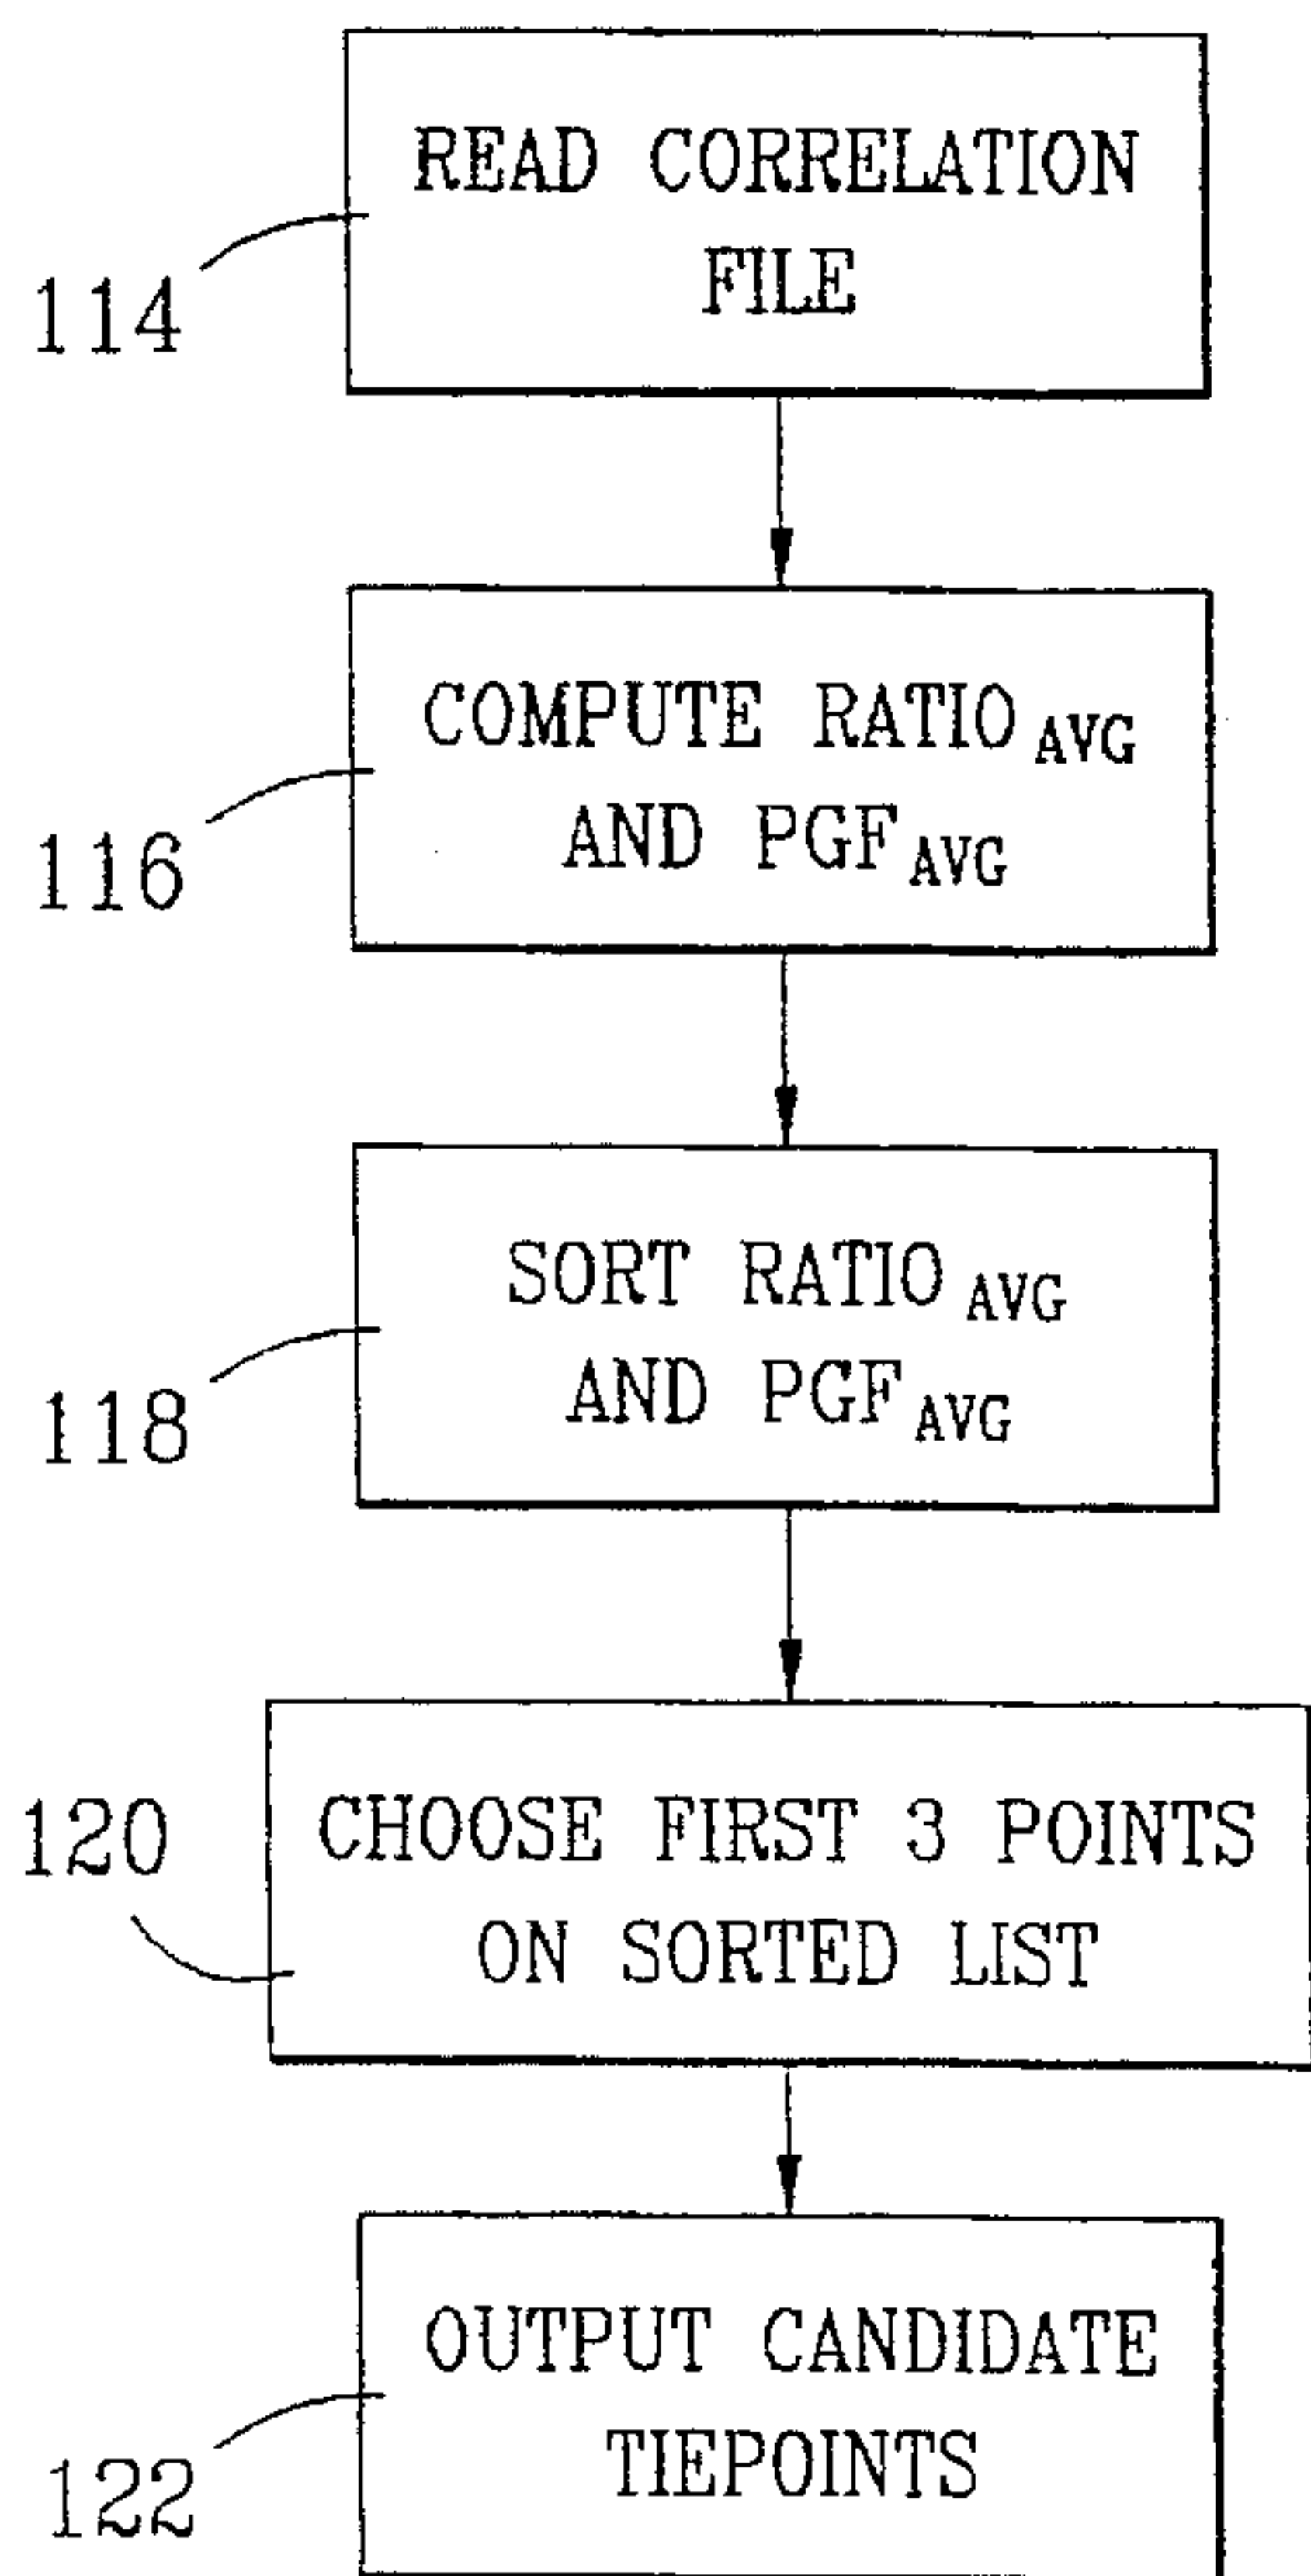 READ CORRELATION
FILE
114
COMPUTE RATIO AVG
AND PGF AVG
116
SORT RATIO AVG
AND PGF AVG
118
CHOOSE FIRST 3 POINTS
ON SORTED LIST
120
OUTPUT CANDIDATE
TIEPOINTS
122